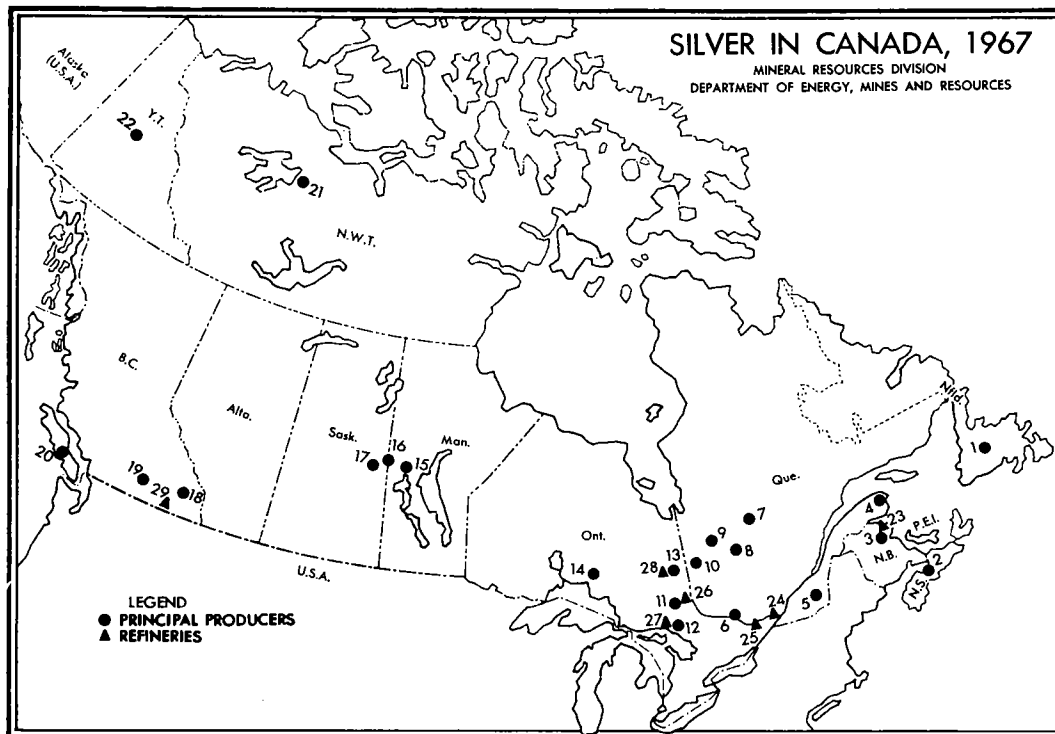 SILVER IN CANADA, 1967
MINERAL RESOURCES DIVISION
DEPARTMENT OF ENERGY, MINES AND RESOURCES
Alaska
(U.S.A.)
Y.T.
22
21
N.W.T.
B.C.
Alta.
Sask.
Man.
Nfld.
1
20
19
29
18
17
16
15
Que.
Ont.
U.S.A.
4
23
P.E.I.
3
N.B.
2
N.S.
7
9
8
13
10
14
28
11
26
27
12
6
25
24
5
LEGEND
● PRINCIPAL PRODUCERS
▲ REFINERIES